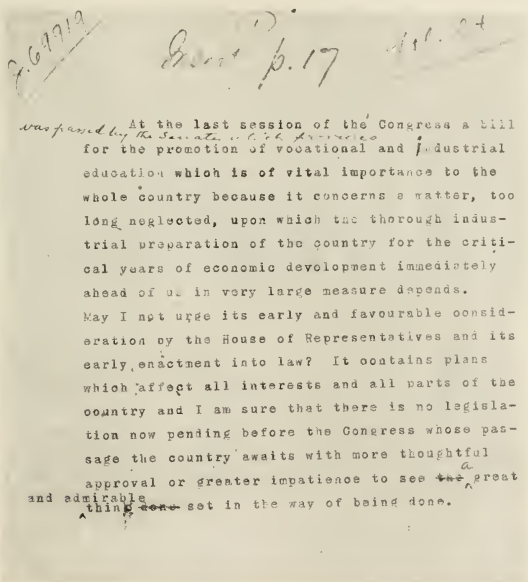 J.69719
p.17
At the last session of the Congress a bill
was passed by the Senate which provides
for the promotion of vocational and industrial
education which is of vital importance to the
whole country because it concerns a matter, too
long neglected, upon which the thorough indus-
trial preparation of the country for the criti-
cal years of economic development immediately
ahead of us in very large measure depends.
May I not urge its early and favourable consid-
eration by the House of Representatives and its
early enactment into law? It contains plans
which affect all interests and all parts of the
country and I am sure that there is no legisla-
tion now pending before the Congress whose pas-
sage the country awaits with more thoughtful
approval or greater impatience to see the a great
and admirable
thing done set in the way of being done.